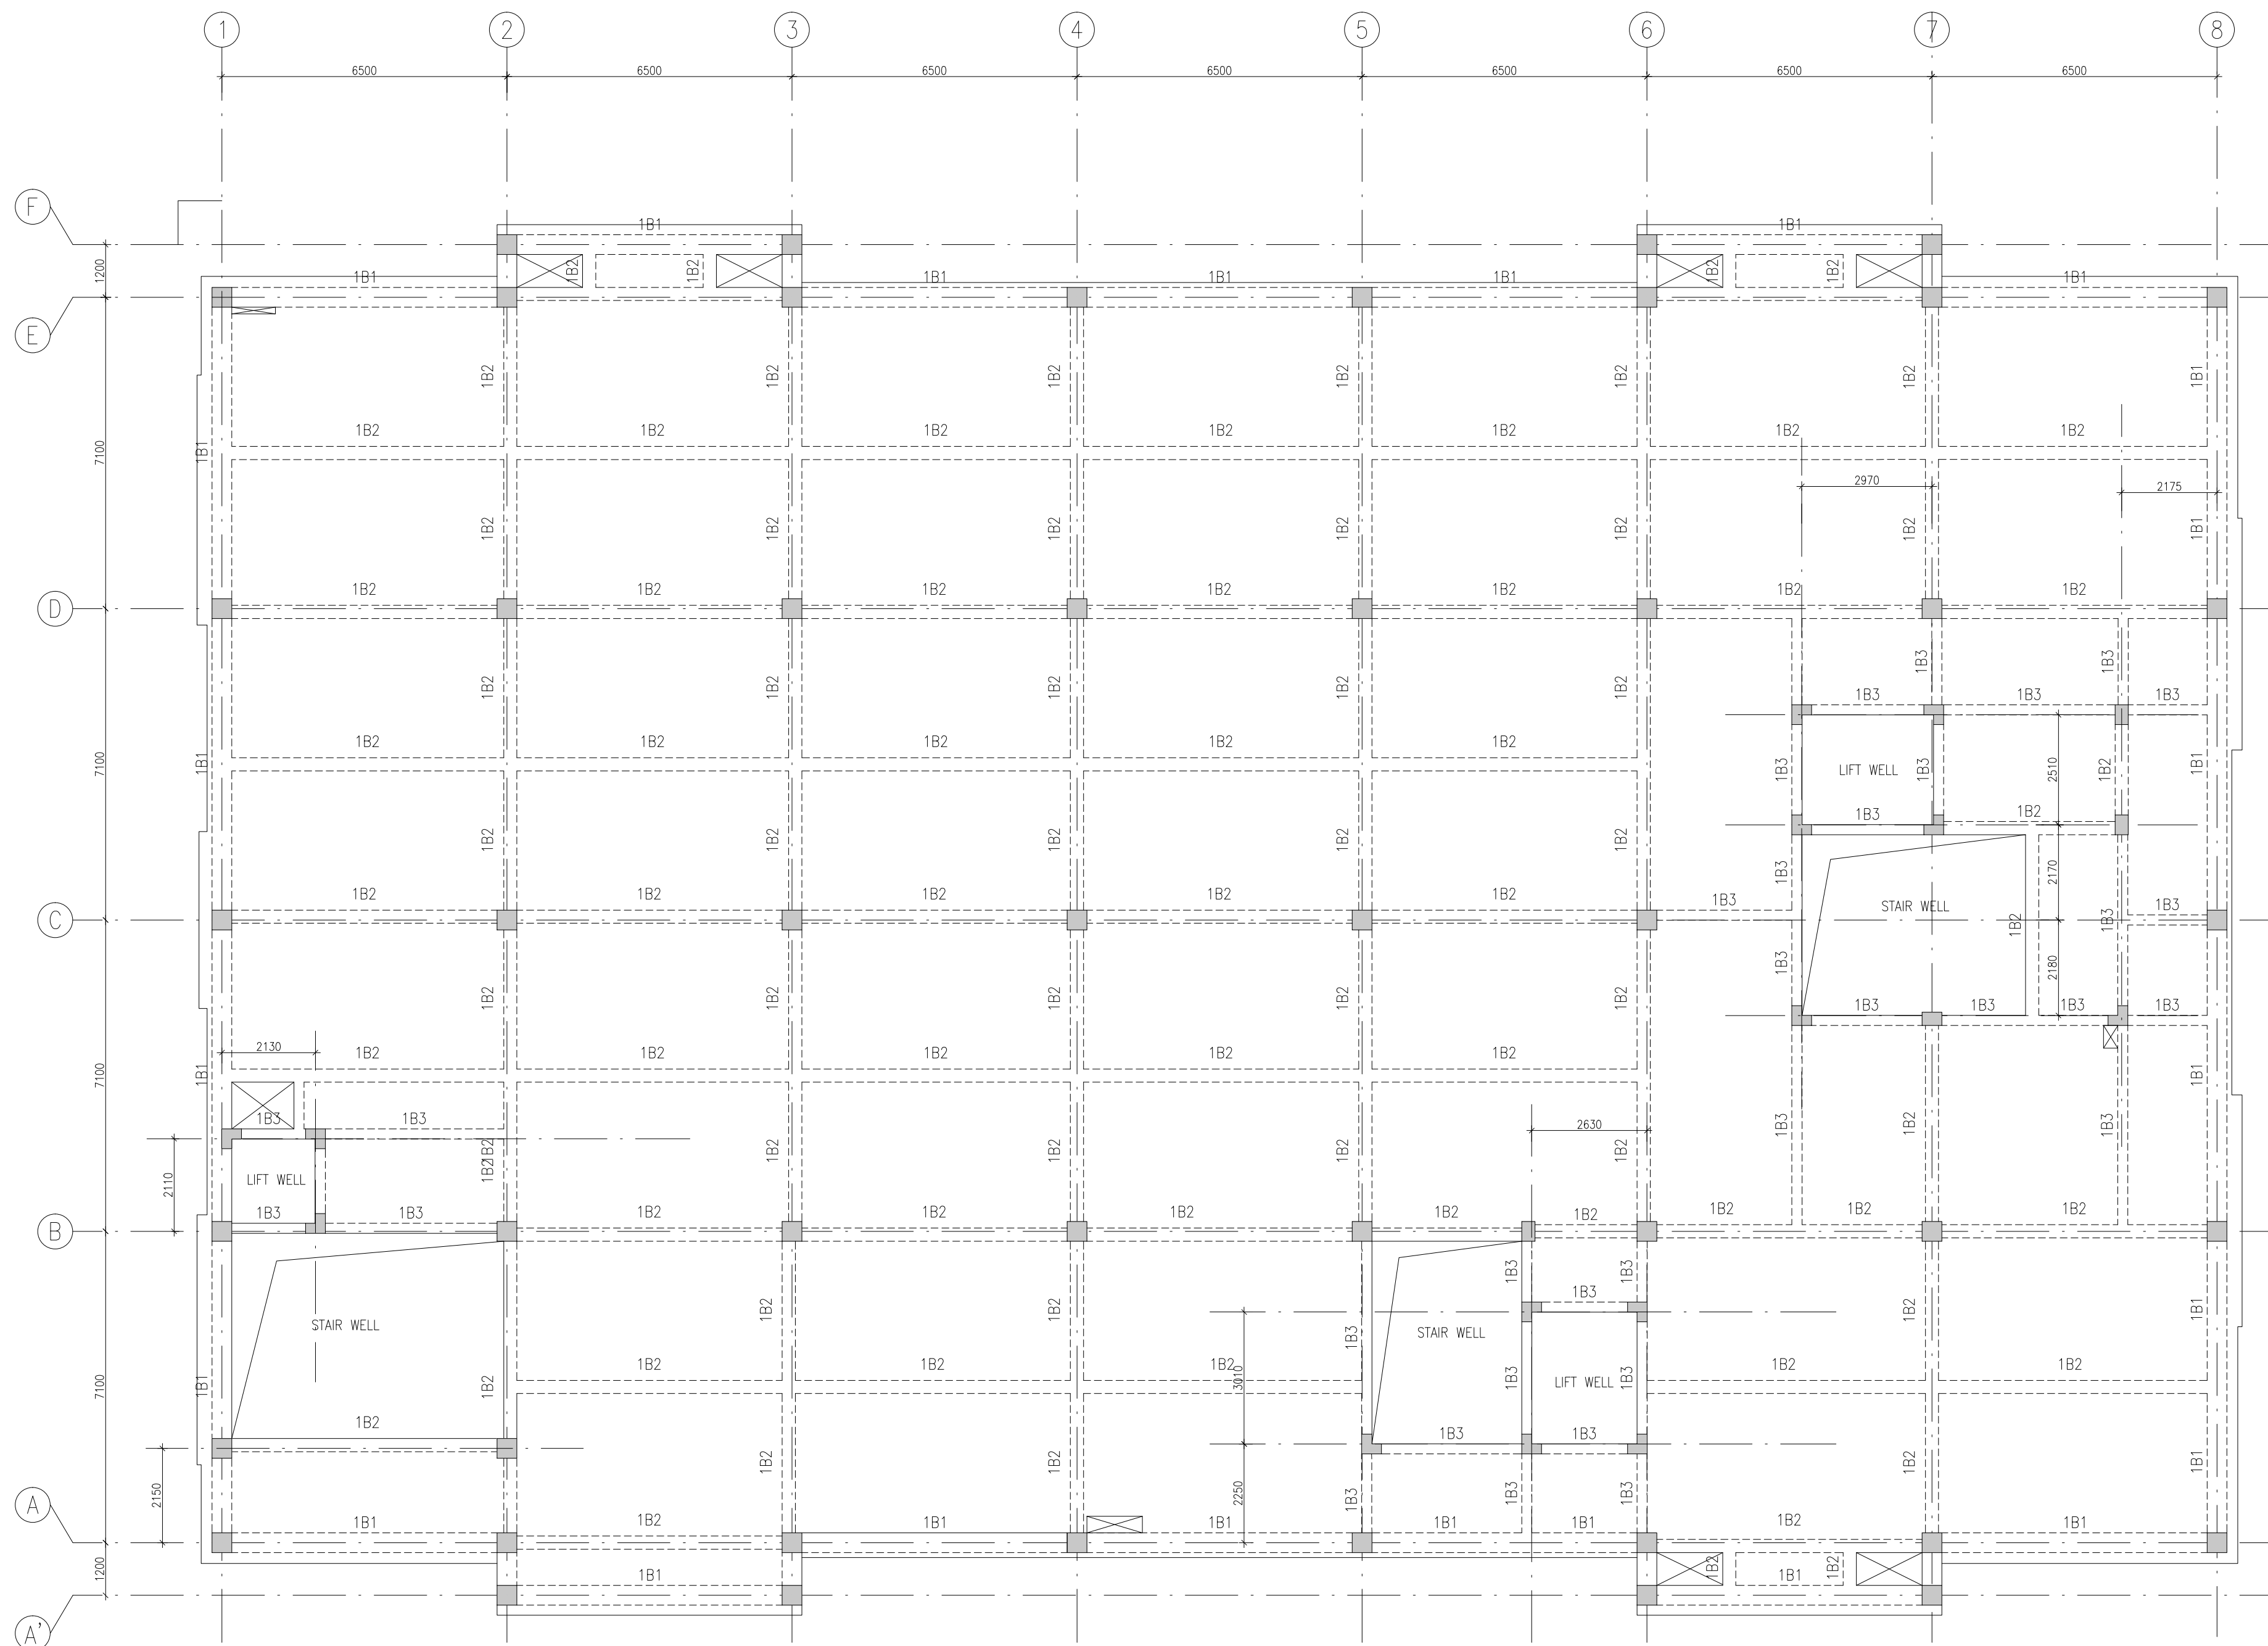 1 2 3 4 5 6 7 8
6500 6500 6500 6500 6500 6500 6500
F
1B1 1B1
1200
1B2 1B2 1B2 1B2
1B1 1B1 1B1 1B1 1B1
E
1B2 1B2 1B2 1B2 1B2 1B2 1B1
1B2 1B2 1B2 1B2 1B2 1B2 1B2
7100 1B1
2970 2175
1B2 1B2 1B2 1B2 1B2 1B2 1B1
1B2 1B2 1B2 1B2 1B2 1B2 1B2
D
1B3 1B3
1B2 1B2 1B2 1B2 1B2
1B3 1B3 1B3
1B2 1B2 1B2 1B2 1B2
7100 1B1 1B3 LIFT WELL 1B3 2510 1B2 1B1
1B3 1B2
1B2 1B2 1B2 1B2 1B2
1B3 2170
1B2 1B2 1B2 1B2 1B2
1B3 STAIR WELL 1B3
C
1B2 1B3 1B3
1B3 2180
1B2 1B2 1B2 1B2 1B2
1B3 1B3 1B3 1B3
2130
1B2 1B2 1B2 1B2 1B2
7100 1B1 1B1
1B3 1B3
2630
1B3 1B2 1B3
1B2 1B2 1B2 1B2 1B2
1B2
2110 LIFT WELL
1B3 1B3 1B2 1B2 1B2 1B2 1B2 1B2 1B2 1B2
B
1B3 1B3
1B3
1B2 1B2 1B2 1B1
STAIR WELL STAIR WELL
1B3
1B2 1B2 1B2 1B2 1B2
7100 1B1 1B2 3010 1B3 LIFT WELL 1B3
1B2 1B3 1B3
1B2 1B2 1B2 1B1
2150 2250 1B3 1B3 1B3
A
1B1 1B2 1B1 1B1 1B1 1B1 1B2 1B1
1200
1B2 1B2
1B1 1B1
A'